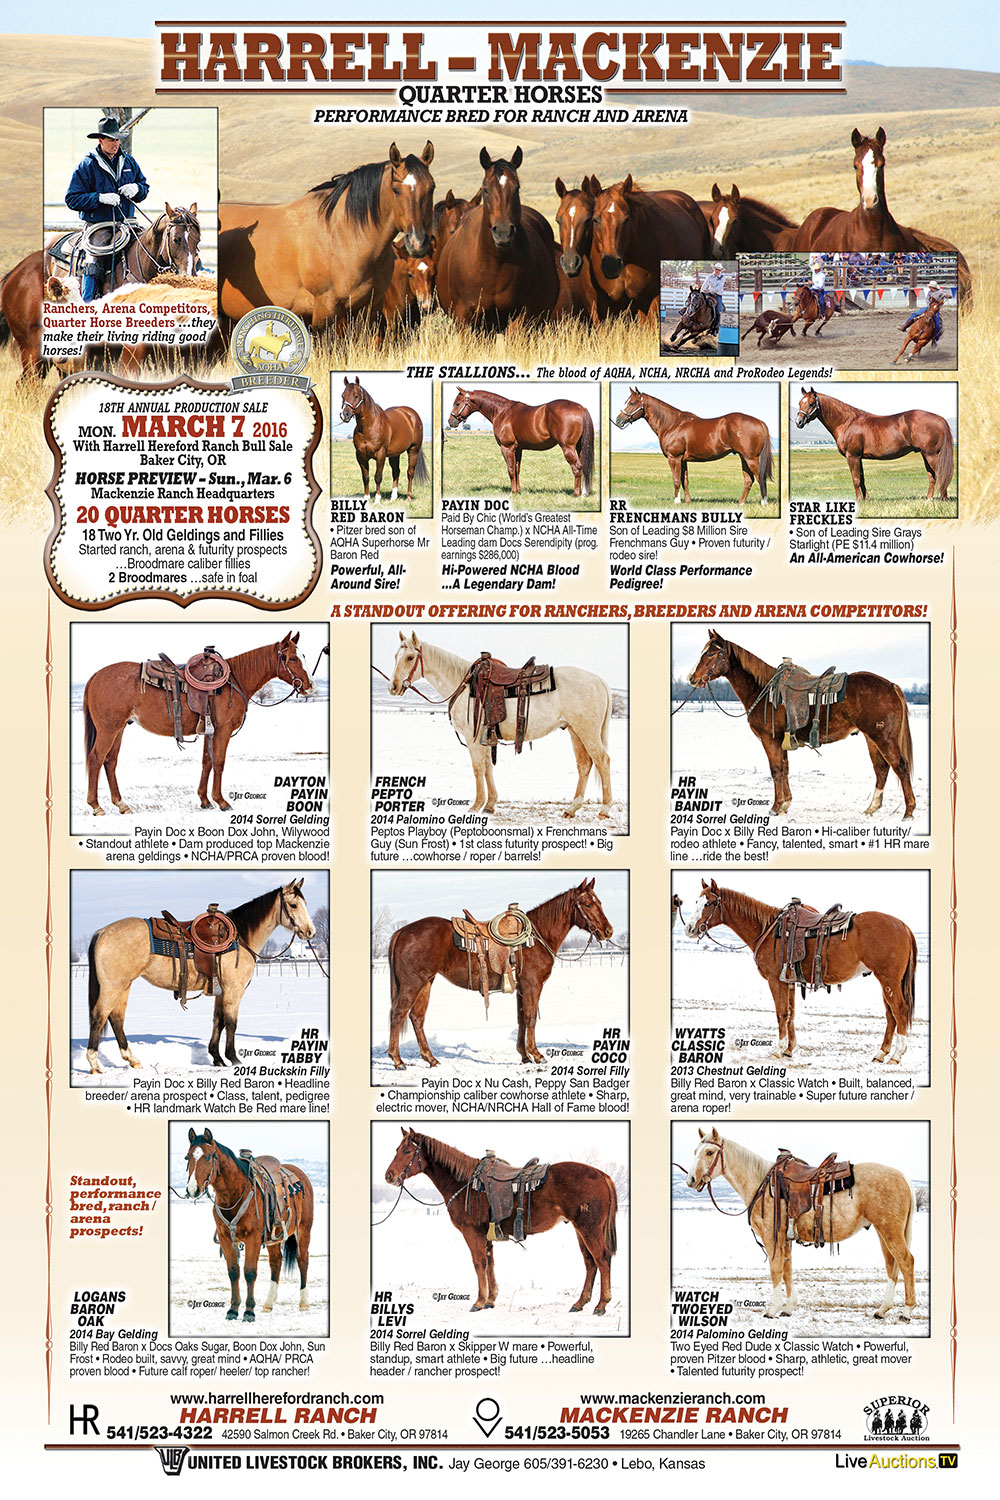 HARRELL – MACKENZIE
QUARTER HORSES
PERFORMANCE BRED FOR RANCH AND ARENA
Ranchers, Arena Competitors,
Quarter Horse Breeders ...they
make their living riding good
horses!
RANCHING HERITAGE
AQHA
BREEDER
18TH ANNUAL PRODUCTION SALE
MON. MARCH 7 2016
With Harrell Hereford Ranch Bull Sale
Baker City, OR
HORSE PREVIEW – Sun., Mar. 6
Mackenzie Ranch Headquarters
20 QUARTER HORSES
18 Two Yr. Old Geldings and Fillies
Started ranch, arena & futurity prospects
...Broodmare caliber fillies
2 Broodmares ...safe in foal
THE STALLIONS... The blood of AQHA, NCHA, NRCHA and ProRodeo Legends!
BILLY
RED BARON
• Pitzer bred son of
AQHA Superhorse Mr
Baron Red
Powerful, All-
Around Sire!
PAYIN DOC
Paid By Chic (World's Greatest
Horseman Champ.) x NCHA All-Time
Leading dam Docs Serendipity (prog.
earnings $286,000)
Hi-Powered NCHA Blood
...A Legendary Dam!
RR
FRENCHMANS BULLY
Son of Leading $8 Million Sire
Frenchmans Guy • Proven futurity /
rodeo sire!
World Class Performance
Pedigree!
STAR LIKE
FRECKLES
• Son of Leading Sire Grays
Starlight (PE $11.4 million)
An All-American Cowhorse!
A STANDOUT OFFERING FOR RANCHERS, BREEDERS AND ARENA COMPETITORS!
DAYTON
PAYIN
BOON
©Jay George
2014 Sorrel Gelding
Payin Doc x Boon Dox John, Wilywood
• Standout athlete • Dam produced top Mackenzie
arena geldings • NCHA/PRCA proven blood!
FRENCH
PEPTO
PORTER
©Jay George
2014 Palomino Gelding
Peptos Playboy (Peptoboonsmal) x Frenchmans
Guy (Sun Frost) • 1st class futurity prospect! • Big
future ...cowhorse / roper / barrels!
HR
PAYIN
BANDIT
©Jay George
2014 Sorrel Gelding
Payin Doc x Billy Red Baron • Hi-caliber futurity/
rodeo athlete • Fancy, talented, smart • #1 HR mare
line ...ride the best!
HR
PAYIN
TABBY
©Jay George
2014 Buckskin Filly
Payin Doc x Billy Red Baron • Headline
breeder/ arena prospect • Class, talent, pedigree
• HR landmark Watch Be Red mare line!
HR
PAYIN
COCO
©Jay George
2014 Sorrel Filly
Payin Doc x Nu Cash, Peppy San Badger
• Championship caliber cowhorse athlete • Sharp,
electric mover, NCHA/NRCHA Hall of Fame blood!
WYATTS
CLASSIC
BARON
©Jay George
2013 Chestnut Gelding
Billy Red Baron x Classic Watch • Built, balanced,
great mind, very trainable • Super future rancher /
arena roper!
Standout,
performance
bred, ranch /
arena
prospects!
LOGANS
BARON
OAK
©Jay George
2014 Bay Gelding
Billy Red Baron x Docs Oaks Sugar, Boon Dox John, Sun
Frost • Rodeo built, savvy, great mind • AQHA/ PRCA
proven blood • Future calf roper/ heeler/ top rancher!
HR
BILLYS
LEVI
©Jay George
2014 Sorrel Gelding
Billy Red Baron x Skipper W mare • Powerful,
standup, smart athlete • Big future ...headline
header / rancher prospect!
WATCH
TWOEYED
WILSON
©Jay George
2014 Palomino Gelding
Two Eyed Red Dude x Classic Watch • Powerful,
proven Pitzer blood • Sharp, athletic, great mover
• Talented futurity prospect!
www.harrellherefordranch.com
HR HARRELL RANCH
541/523-4322 42590 Salmon Creek Rd. • Baker City, OR 97814
www.mackenzieranch.com
MACKENZIE RANCH
541/523-5053 19265 Chandler Lane • Baker City, OR 97814
SUPERIOR
Livestock Auction
ULB UNITED LIVESTOCK BROKERS, INC. Jay George 605/391-6230 • Lebo, Kansas
LiveAuctions.TV